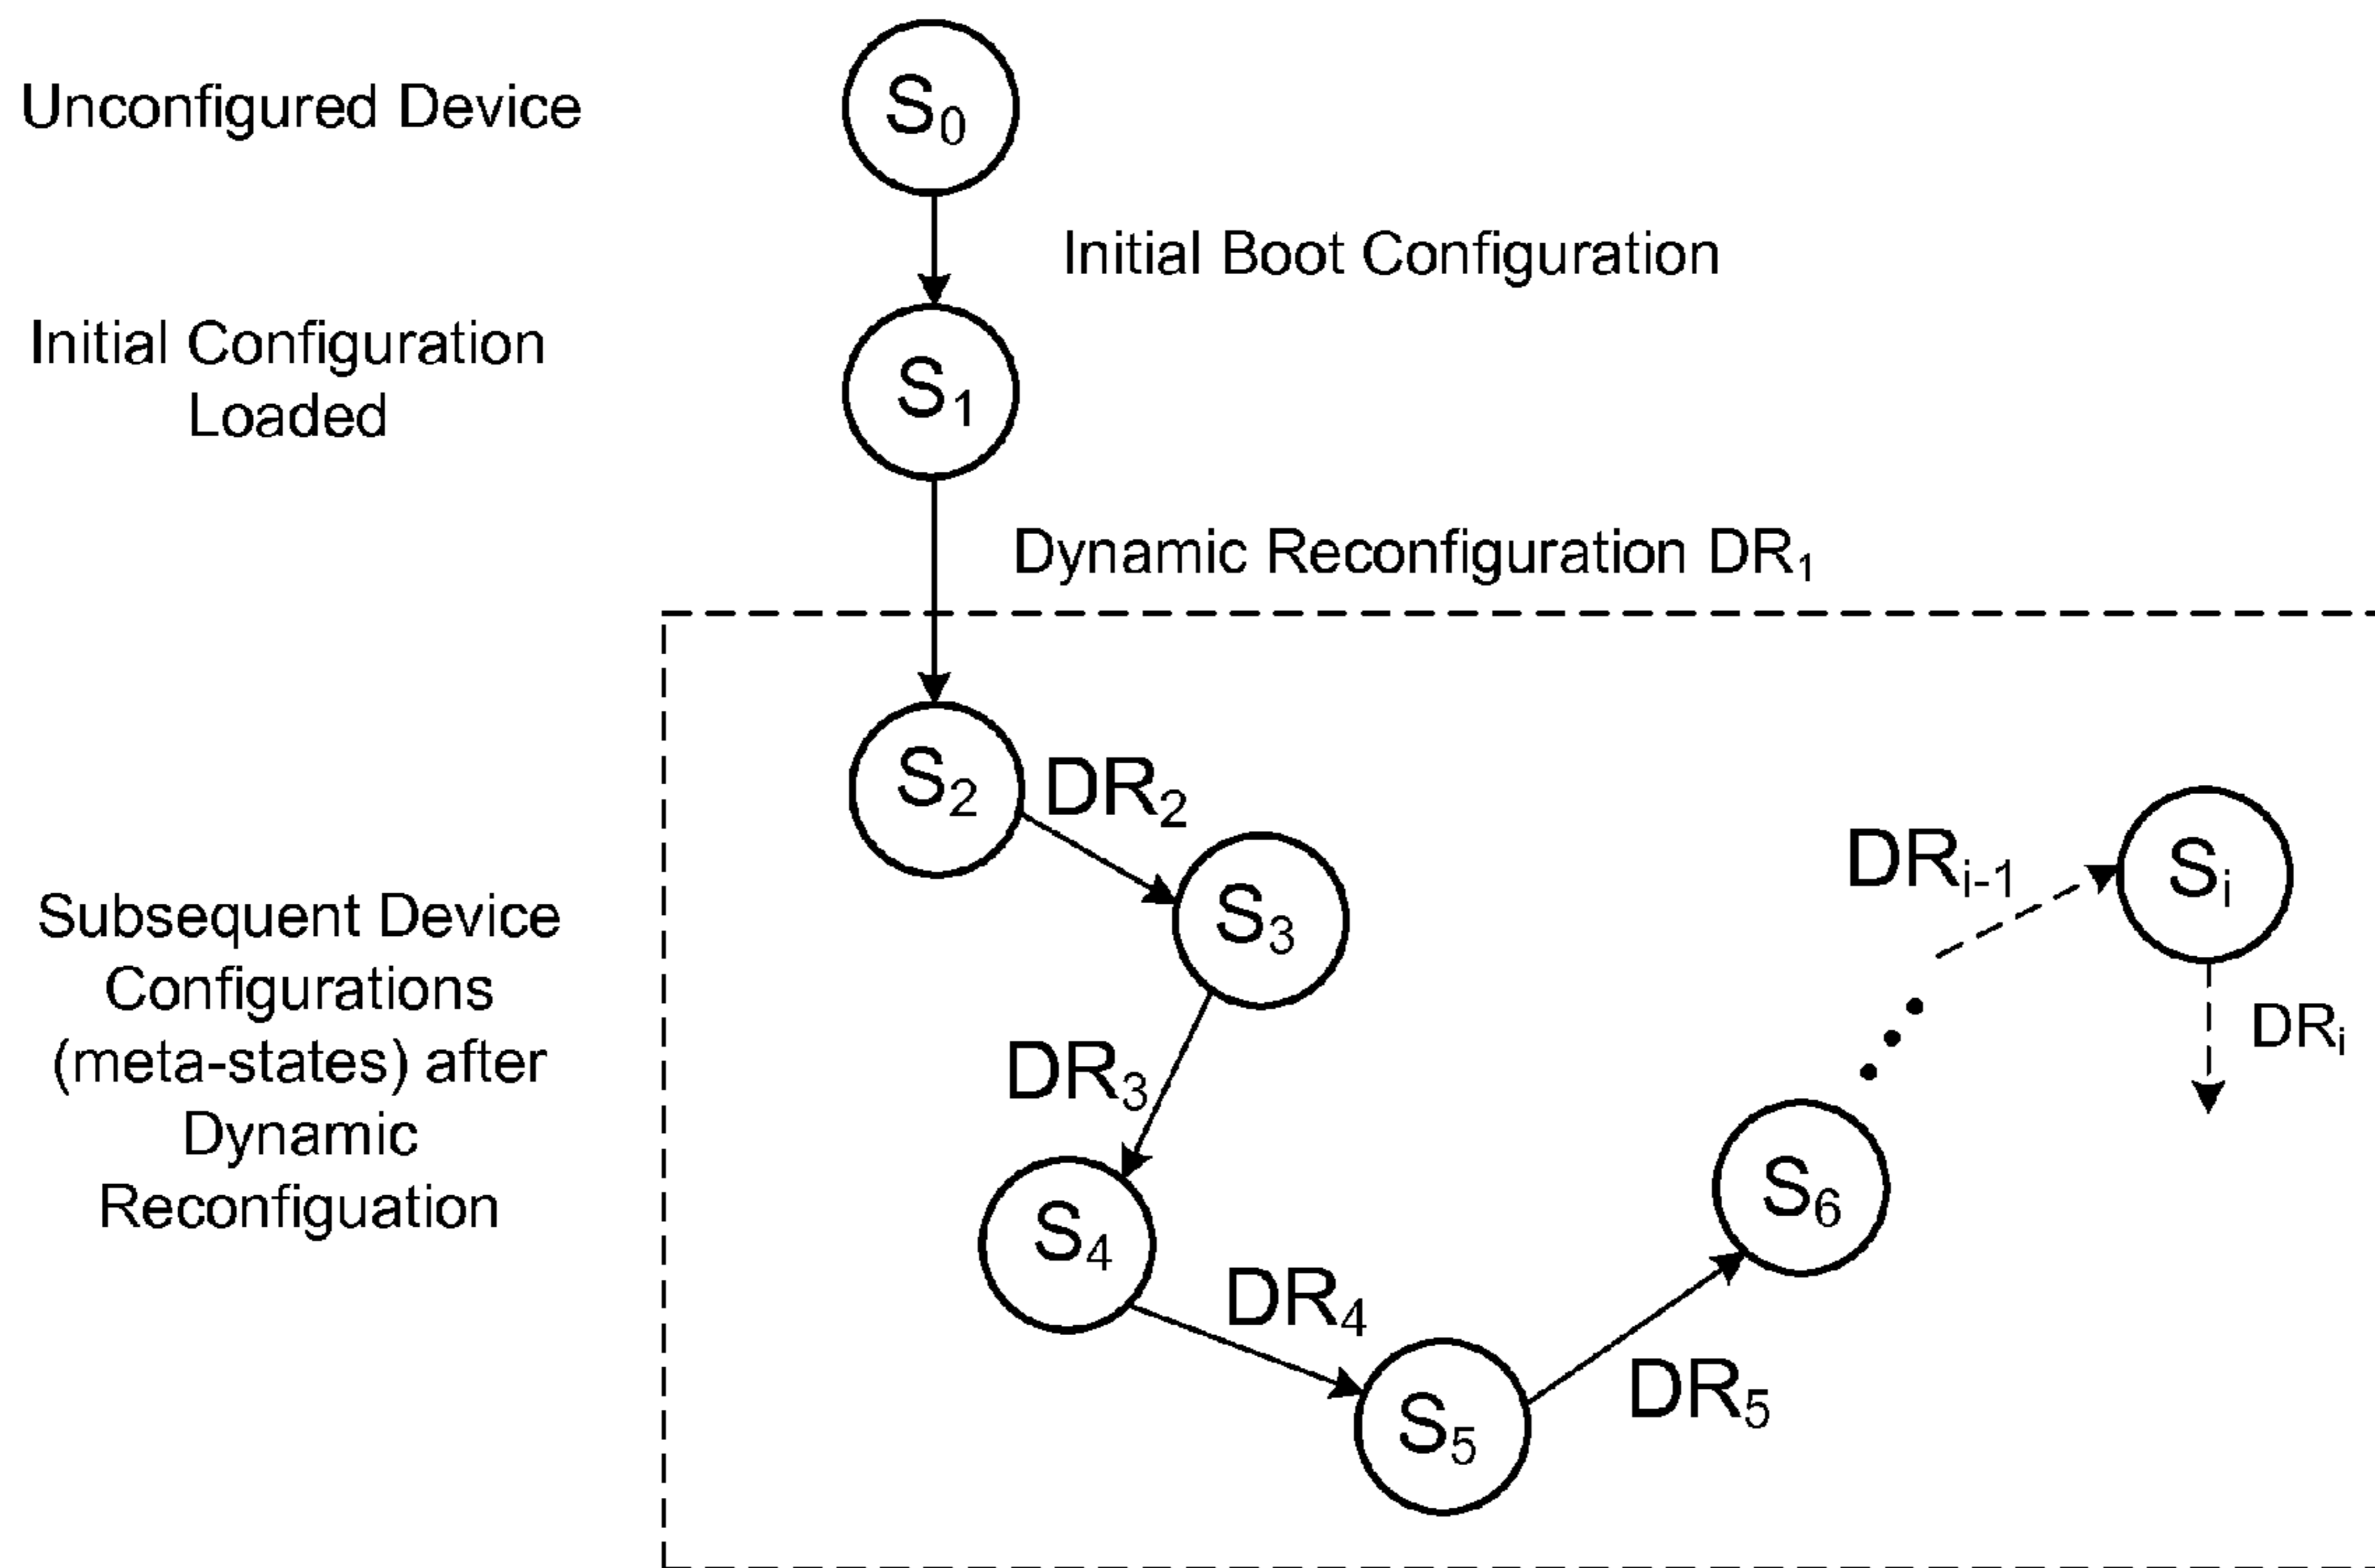 Unconfigured Device
S₀
Initial Boot Configuration
Initial Configuration
Loaded
S₁
Dynamic Reconfiguration DR₁
S₂
DR₂
S₃
DRᵢ₋₁
Sᵢ
Subsequent Device
Configurations
(meta-states) after
Dynamic
Reconfiguation
DR₃
DRᵢ
S₄
S₆
DR₄
DR₅
S₅